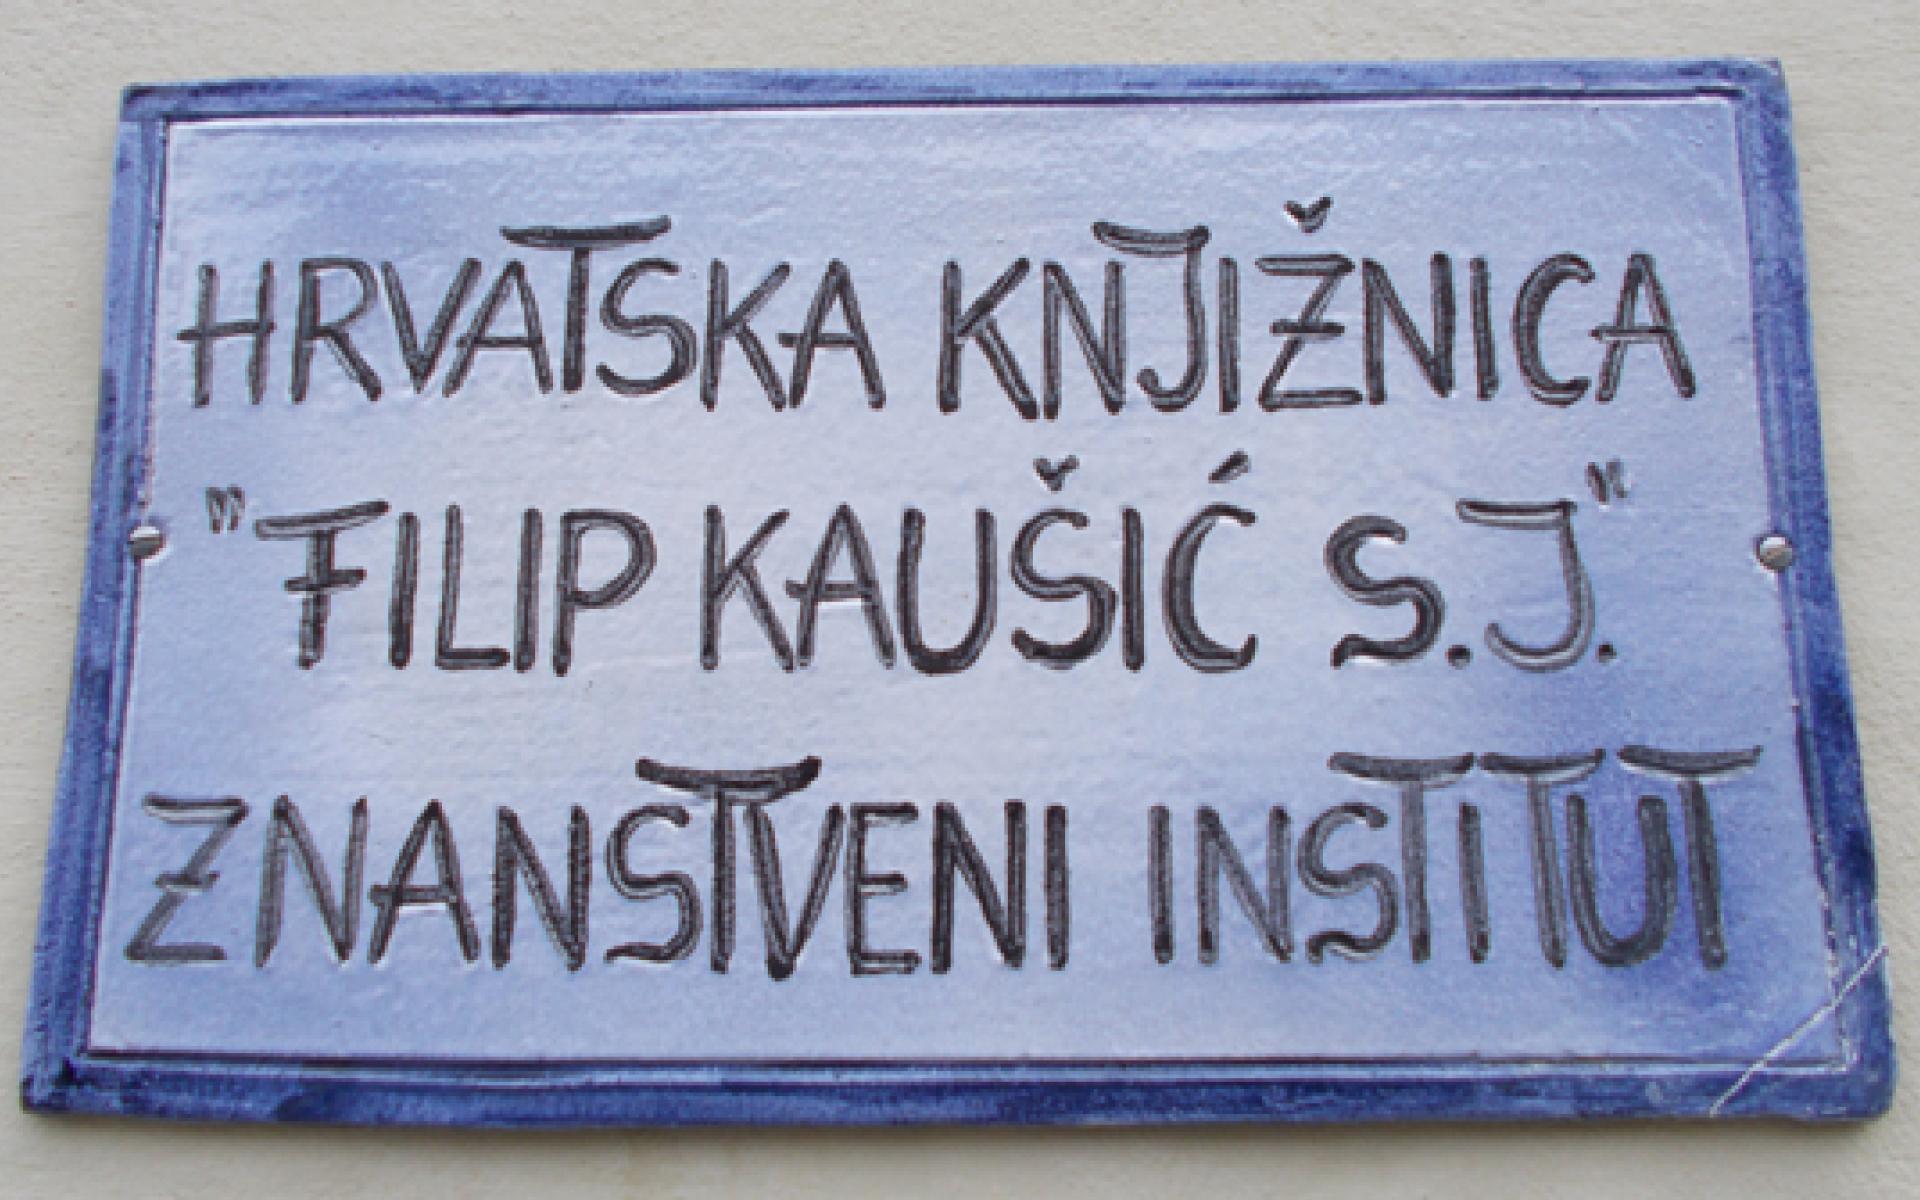 HRVATSKA KNJIŽNICA
"FILIP KAUŠIĆ S.J."
ZNANSTVENI INSTITUT